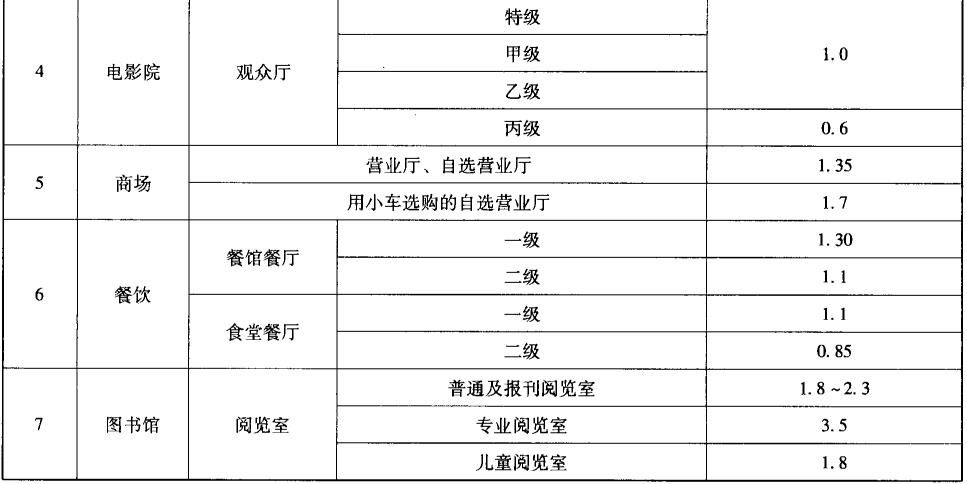 4 电影院 观众厅 特级 1.0
甲级
乙级
丙级 0.6
5 商场 营业厅、自选营业厅 1.35
用小车选购的自选营业厅 1.7
6 餐饮 餐馆餐厅 一级 1.30
二级 1.1
食堂餐厅 一级 1.1
二级 0.85
7 图书馆 阅览室 普通及报刊阅览室 1.8~2.3
专业阅览室 3.5
儿童阅览室 1.8